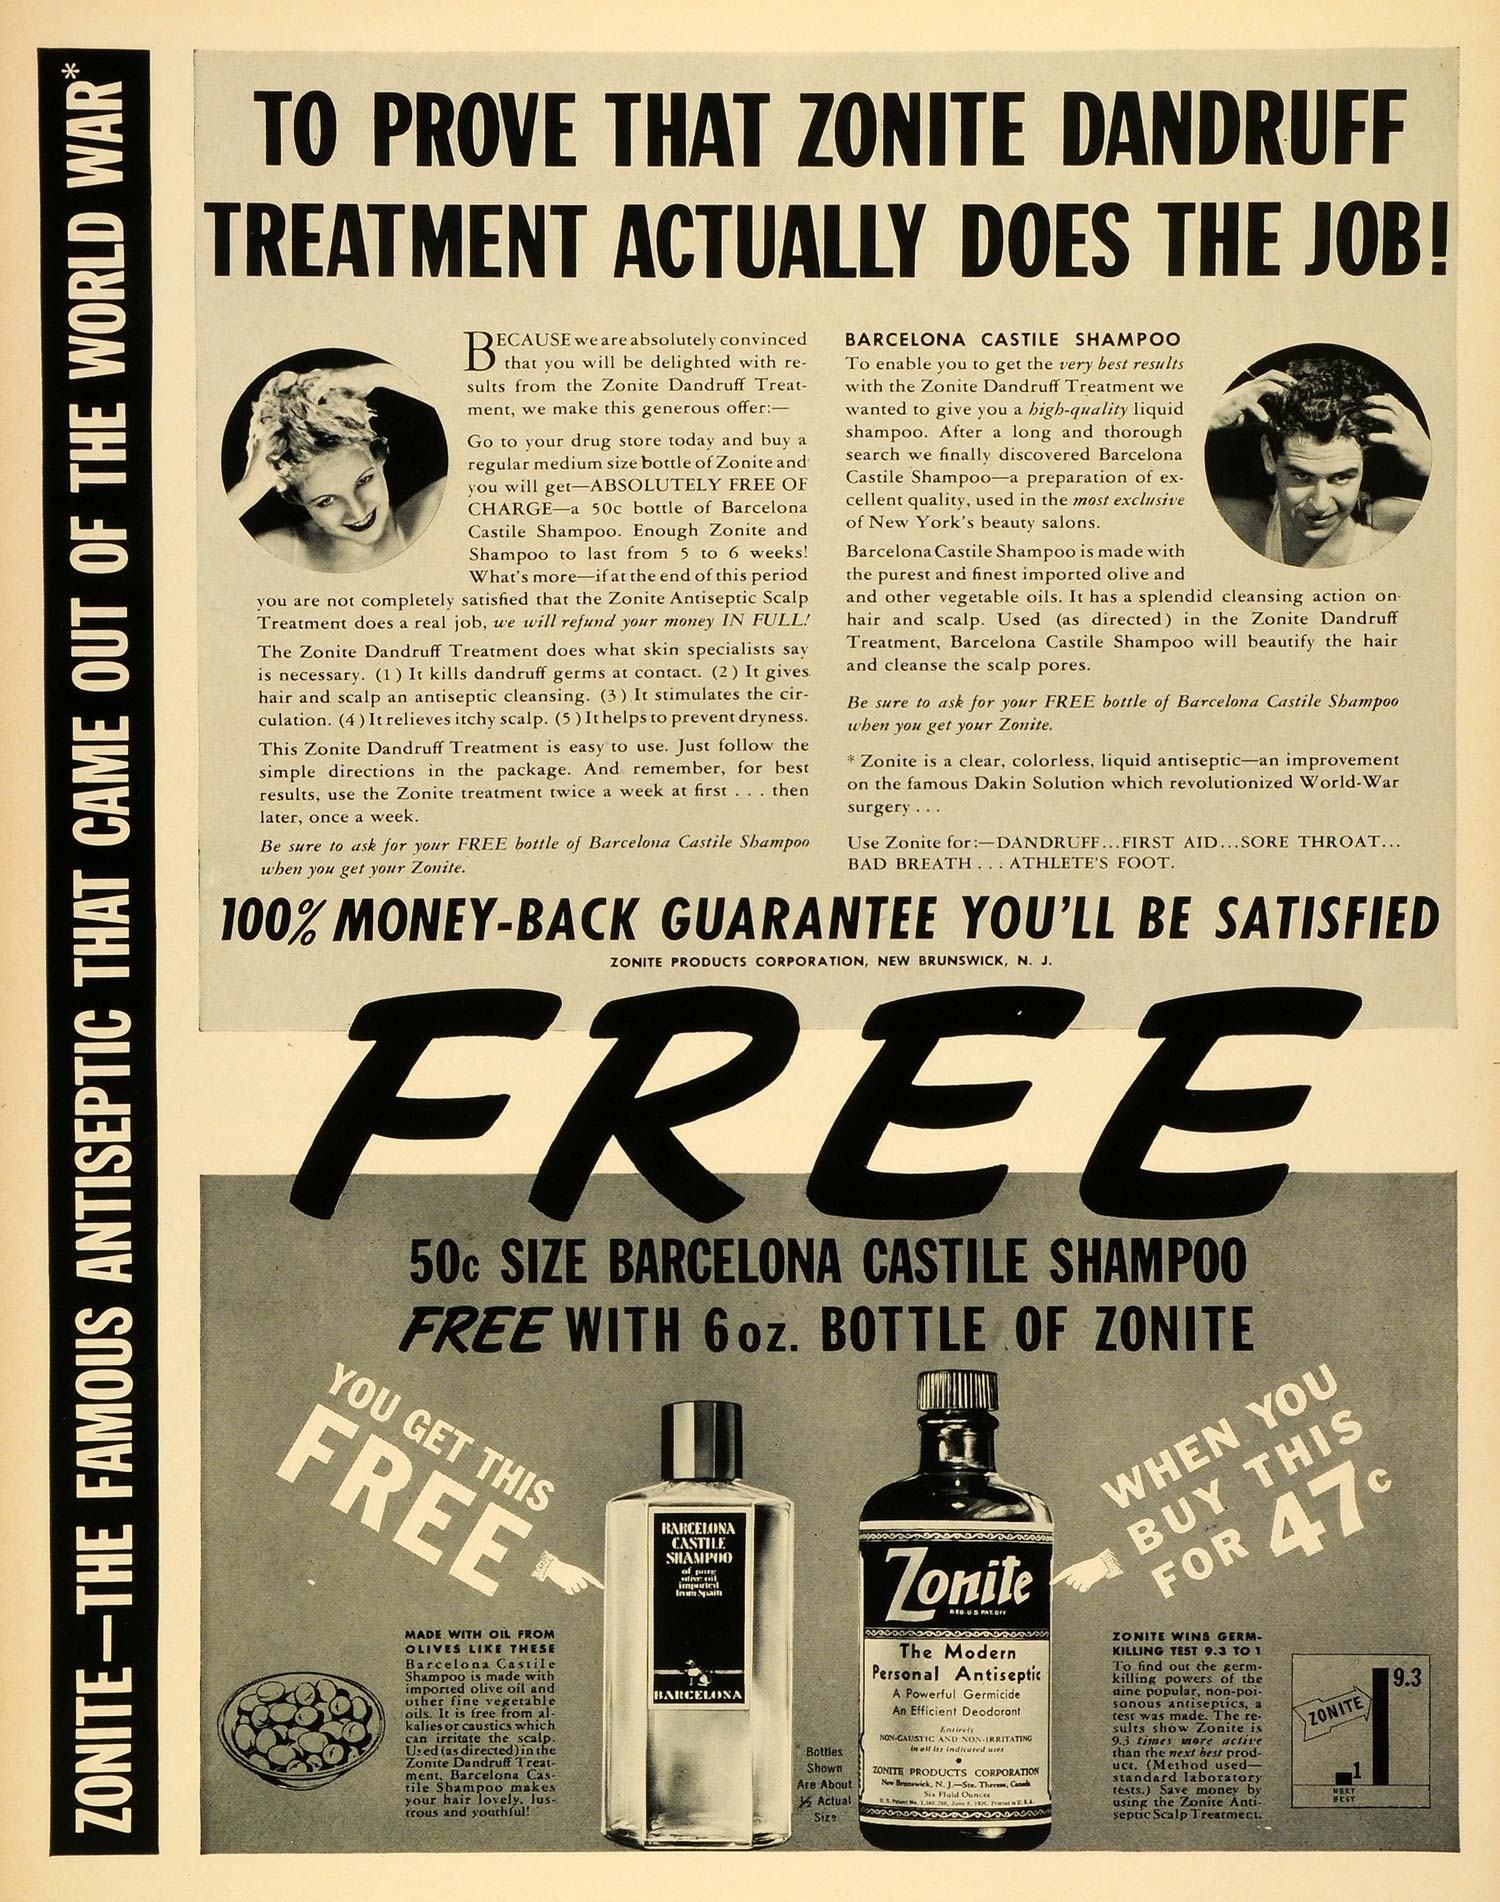 ZONITE—THE FAMOUS ANTISEPTIC THAT CAME OUT OF THE WORLD WAR*
TO PROVE THAT ZONITE DANDRUFF
TREATMENT ACTUALLY DOES THE JOB!
BECAUSE we are absolutely convinced
that you will be delighted with re-
sults from the Zonite Dandruff Treat-
ment, we make this generous offer:—
Go to your drug store today and buy a
regular medium size bottle of Zonite and
you will get—ABSOLUTELY FREE OF
CHARGE—a 50c bottle of Barcelona
Castile Shampoo. Enough Zonite and
Shampoo to last from 5 to 6 weeks!
What's more—if at the end of this period
you are not completely satisfied that the Zonite Antiseptic Scalp
Treatment does a real job, we will refund your money IN FULL!
The Zonite Dandruff Treatment does what skin specialists say
is necessary. (1) It kills dandruff germs at contact. (2) It gives
hair and scalp an antiseptic cleansing. (3) It stimulates the cir-
culation. (4) It relieves itchy scalp. (5) It helps to prevent dryness.
This Zonite Dandruff Treatment is easy to use. Just follow the
simple directions in the package. And remember, for best
results, use the Zonite treatment twice a week at first . . . then
later, once a week.
Be sure to ask for your FREE bottle of Barcelona Castile Shampoo
when you get your Zonite.
BARCELONA CASTILE SHAMPOO
To enable you to get the very best results
with the Zonite Dandruff Treatment we
wanted to give you a high-quality liquid
shampoo. After a long and thorough
search we finally discovered Barcelona
Castile Shampoo—a preparation of ex-
cellent quality, used in the most exclusive
of New York's beauty salons.
Barcelona Castile Shampoo is made with
the purest and finest imported olive and
and other vegetable oils. It has a splendid cleansing action on
hair and scalp. Used (as directed) in the Zonite Dandruff
Treatment, Barcelona Castile Shampoo will beautify the hair
and cleanse the scalp pores.
Be sure to ask for your FREE bottle of Barcelona Castile Shampoo
when you get your Zonite.
* Zonite is a clear, colorless, liquid antiseptic—an improvement
on the famous Dakin Solution which revolutionized World-War
surgery . . .
Use Zonite for:—DANDRUFF...FIRST AID...SORE THROAT...
BAD BREATH . . . ATHLETE'S FOOT.
100% MONEY-BACK GUARANTEE YOU'LL BE SATISFIED
ZONITE PRODUCTS CORPORATION, NEW BRUNSWICK, N. J.
FREE
50c SIZE BARCELONA CASTILE SHAMPOO
FREE WITH 6 oz. BOTTLE OF ZONITE
YOU GET THIS
FREE
WHEN YOU
BUY THIS
FOR 47c
BARCELONA
CASTILE
SHAMPOO
of pure
olive oil
imported
from Spain
BARCELONA
Zonite
REG. U.S. PAT. OFF.
The Modern
Personal Antiseptic
A Powerful Germicide
An Efficient Deodorant
Entirely
NON-CAUSTIC AND NON-IRRITATING
in all its indicated uses
ZONITE PRODUCTS CORPORATION
New Brunswick, N. J.—Ste. Therese, Canada
Six Fluid Ounces
* Bottles
Shown
Are About
½ Actual
Size
MADE WITH OIL FROM
OLIVES LIKE THESE
Barcelona Castile
Shampoo is made with
imported olive oil and
other fine vegetable
oils. It is free from al-
kalies or caustics which
can irritate the scalp.
Used (as directed) in the
Zonite Dandruff Treat-
ment, Barcelona Cas-
tile Shampoo makes
your hair lovely, lus-
trous and youthful!
ZONITE WINS GERM-
KILLING TEST 9.3 TO 1
To find out the germ-
killing powers of the
nine popular, non-poi-
sonous antiseptics, a
test was made. The re-
sults show Zonite is
9.3 times more active
than the next best prod-
uct. (Method used—
standard laboratory
tests.) Save money by
using the Zonite Anti-
septic Scalp Treatment.
9.3
ZONITE
1
NEXT
BEST